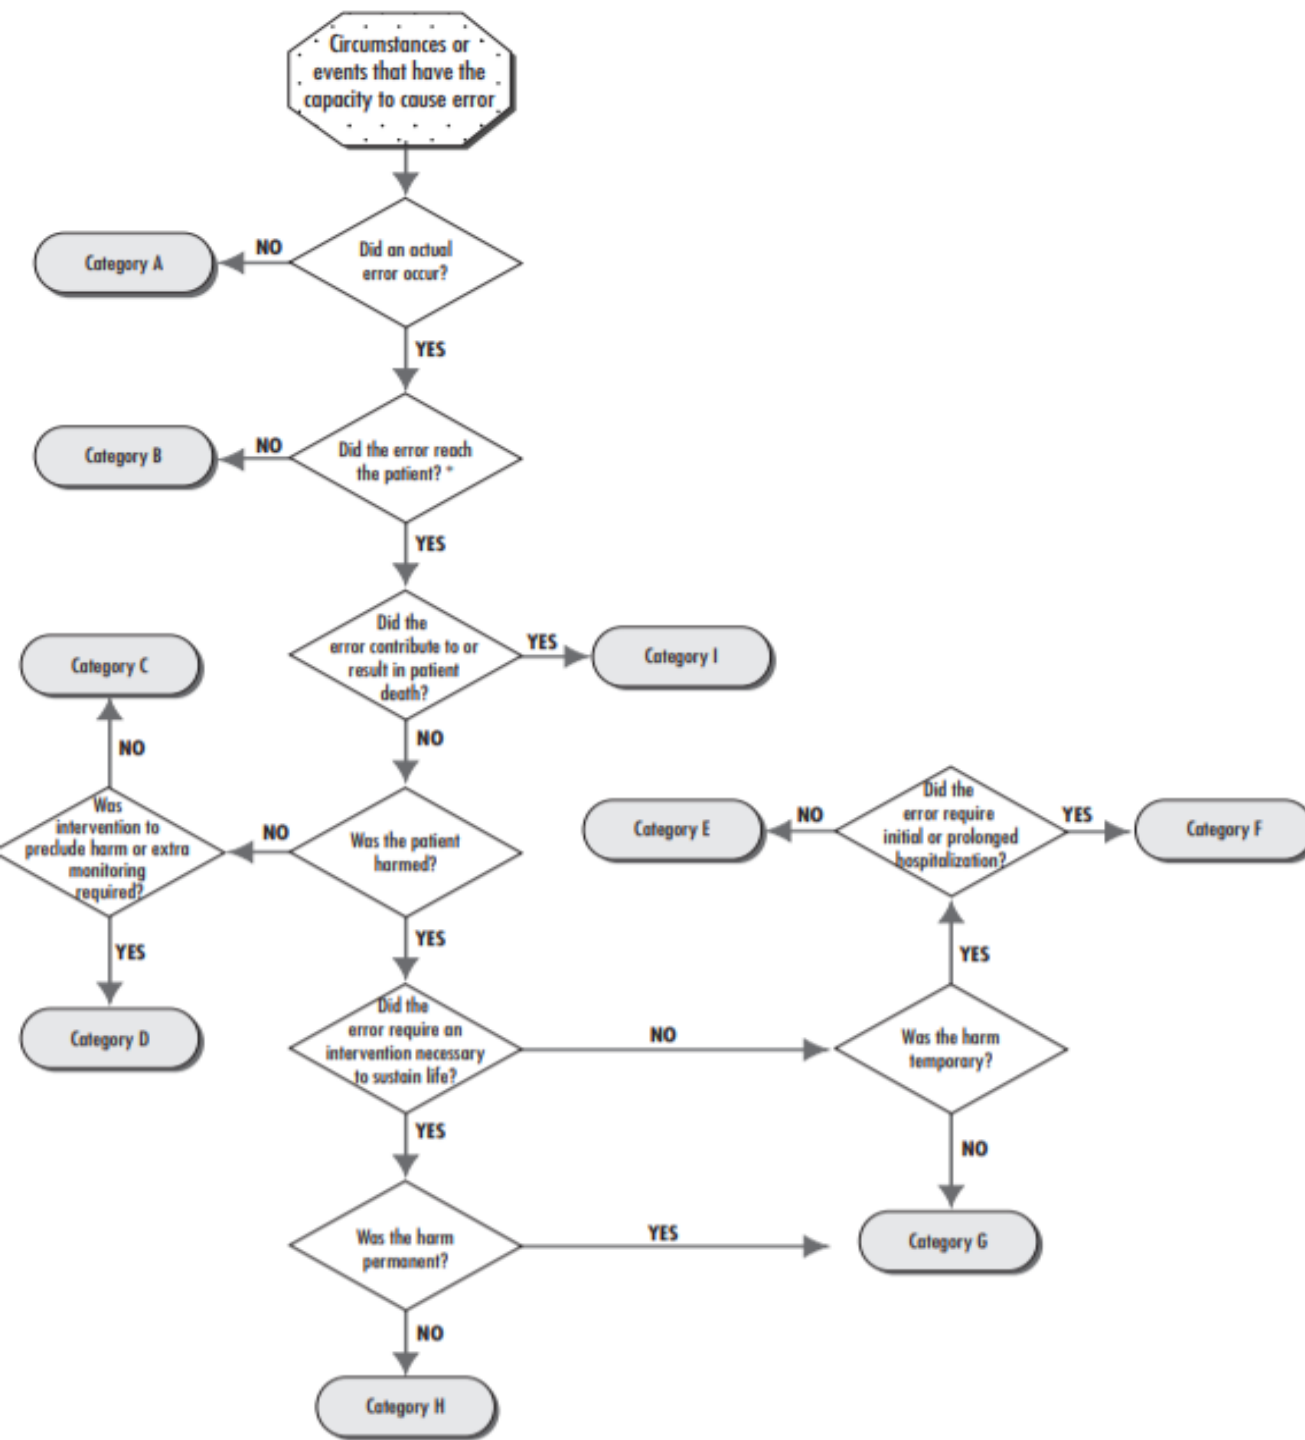 Circumstances or
events that have the
capacity to cause error
Did an actual
error occur?
NO
Category A
YES
Did the error reach
the patient? *
NO
Category B
YES
Did the
error contribute to or
result in patient
death?
YES
Category I
NO
Was the patient
harmed?
NO
Was
intervention to
preclude harm or extra
monitoring
required?
NO
Category C
YES
Category D
YES
Did the
error require an
intervention necessary
to sustain life?
NO
Was the harm
temporary?
YES
Did the
error require
initial or prolonged
hospitalization?
NO
Category E
YES
Category F
NO
Category G
YES
Was the harm
permanent?
YES
NO
Category H